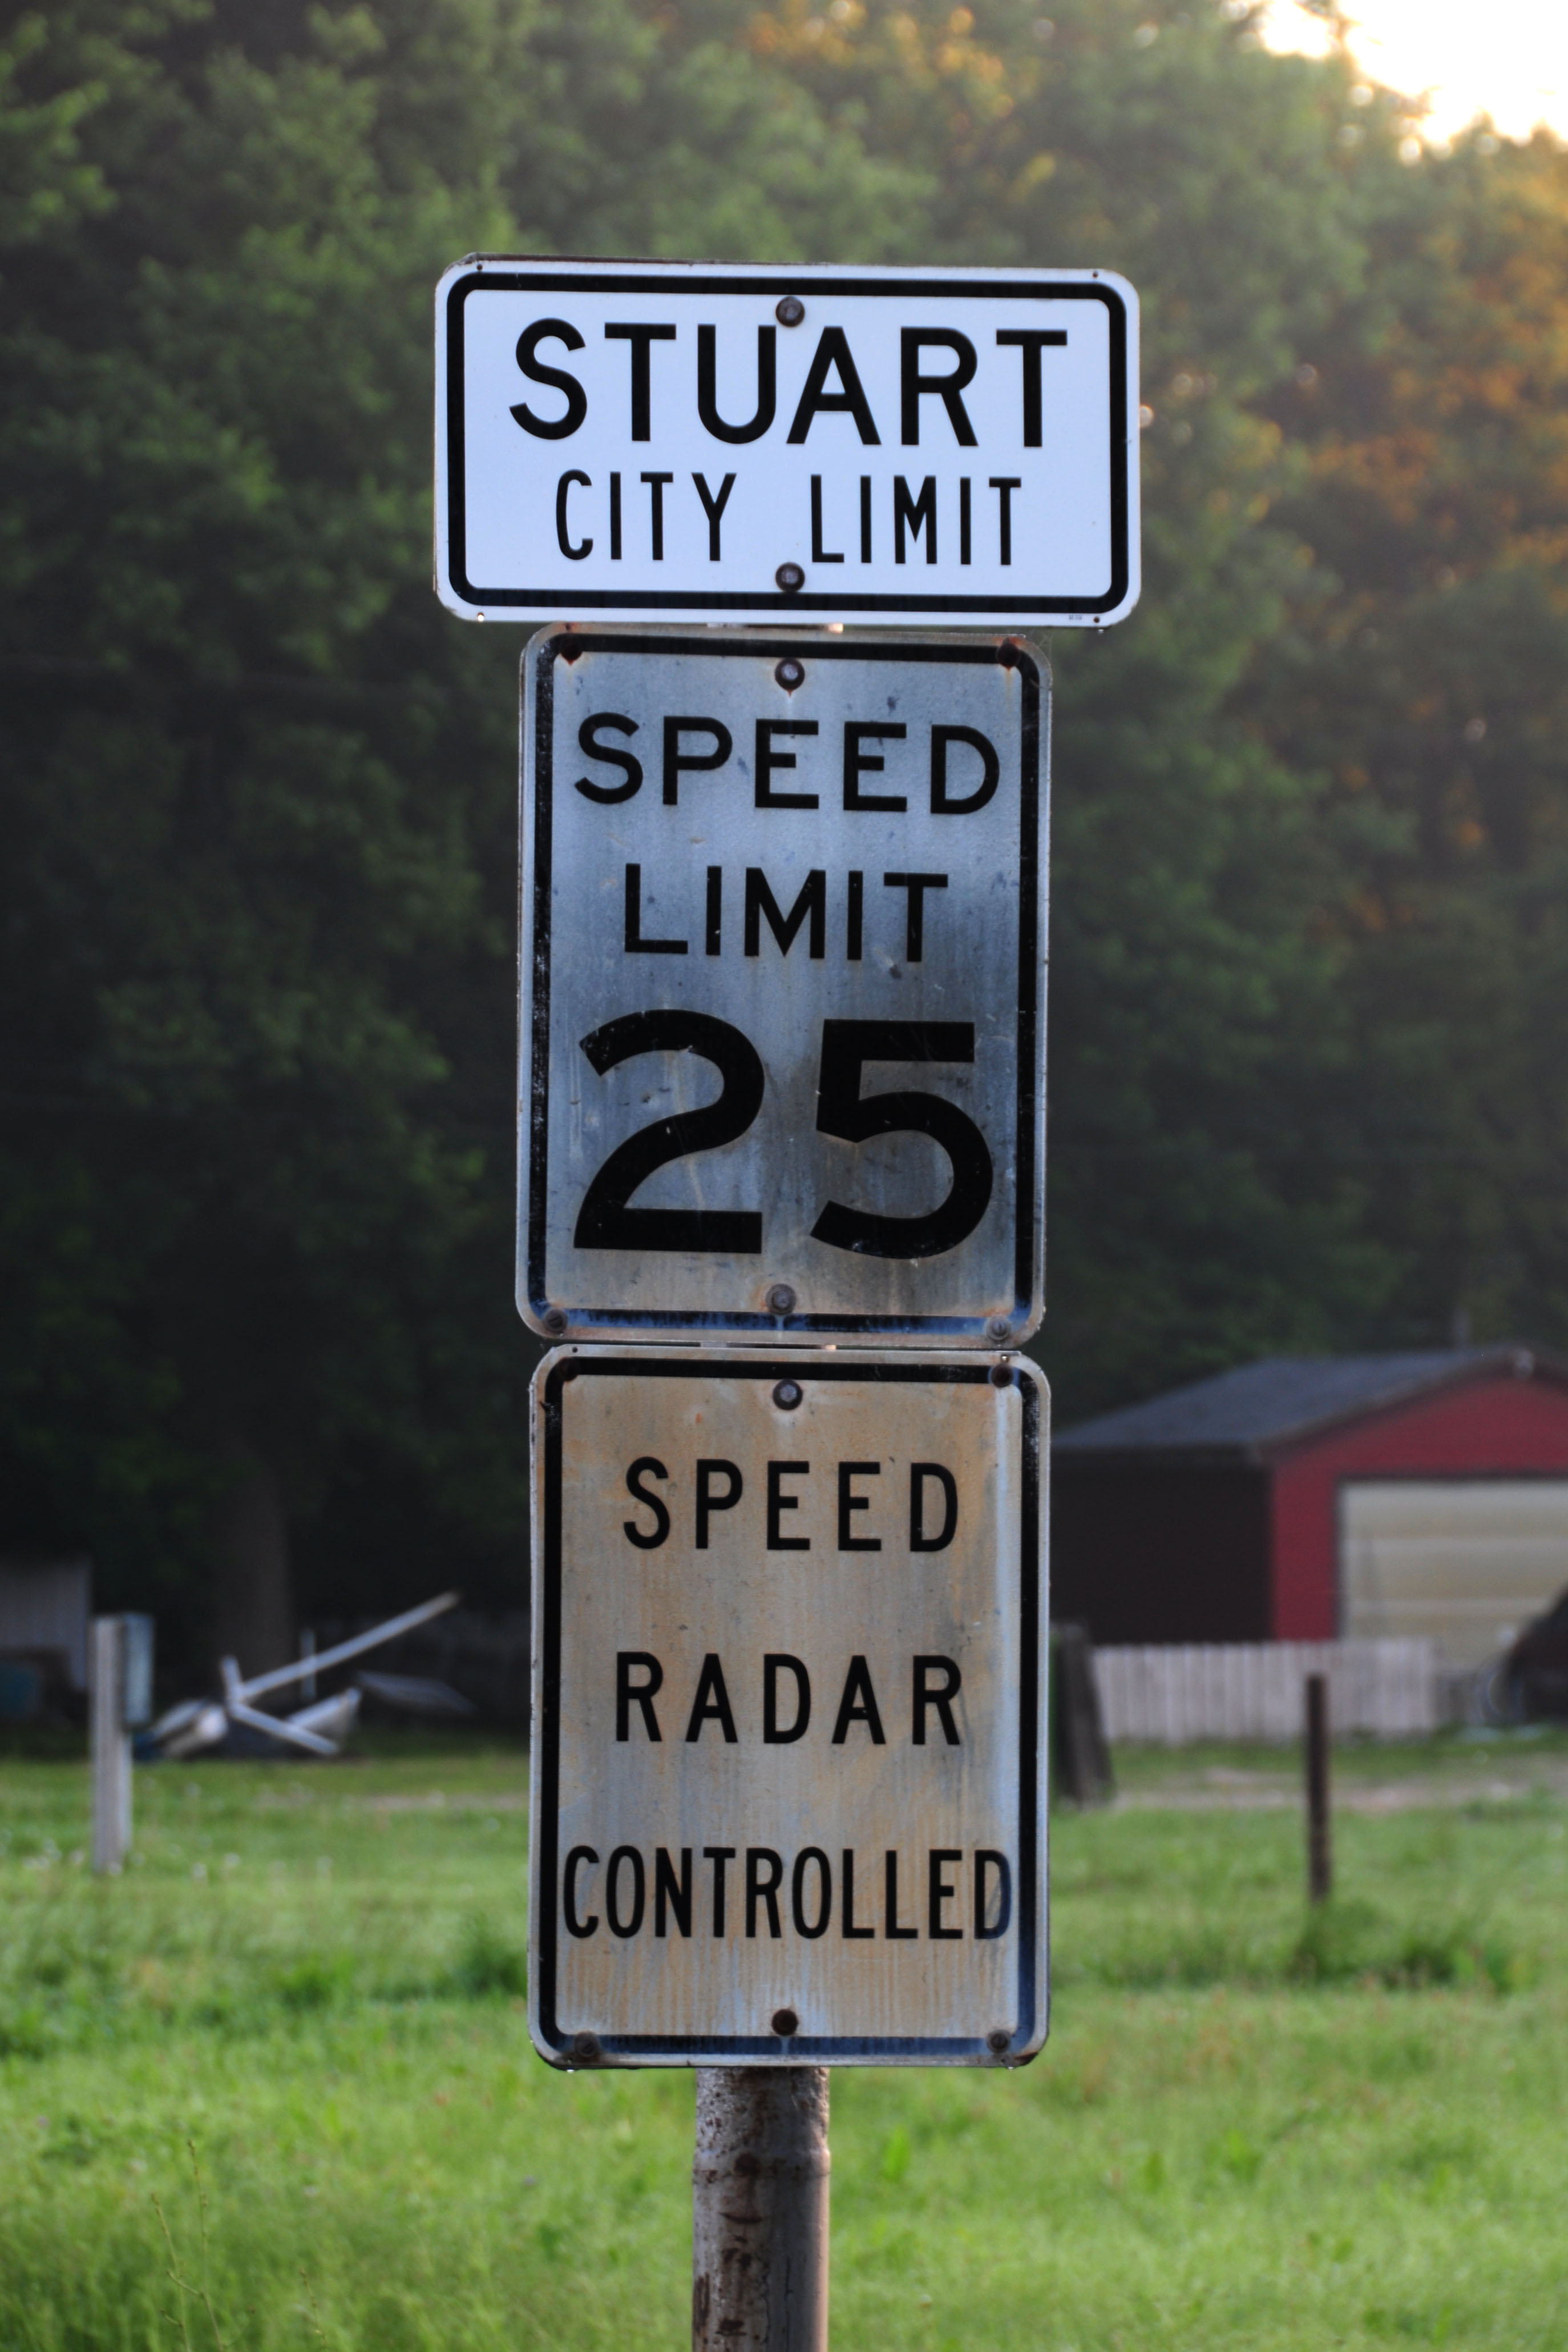 STUART
CITY LIMIT
SPEED
LIMIT
25
SPEED
RADAR
CONTROLLED